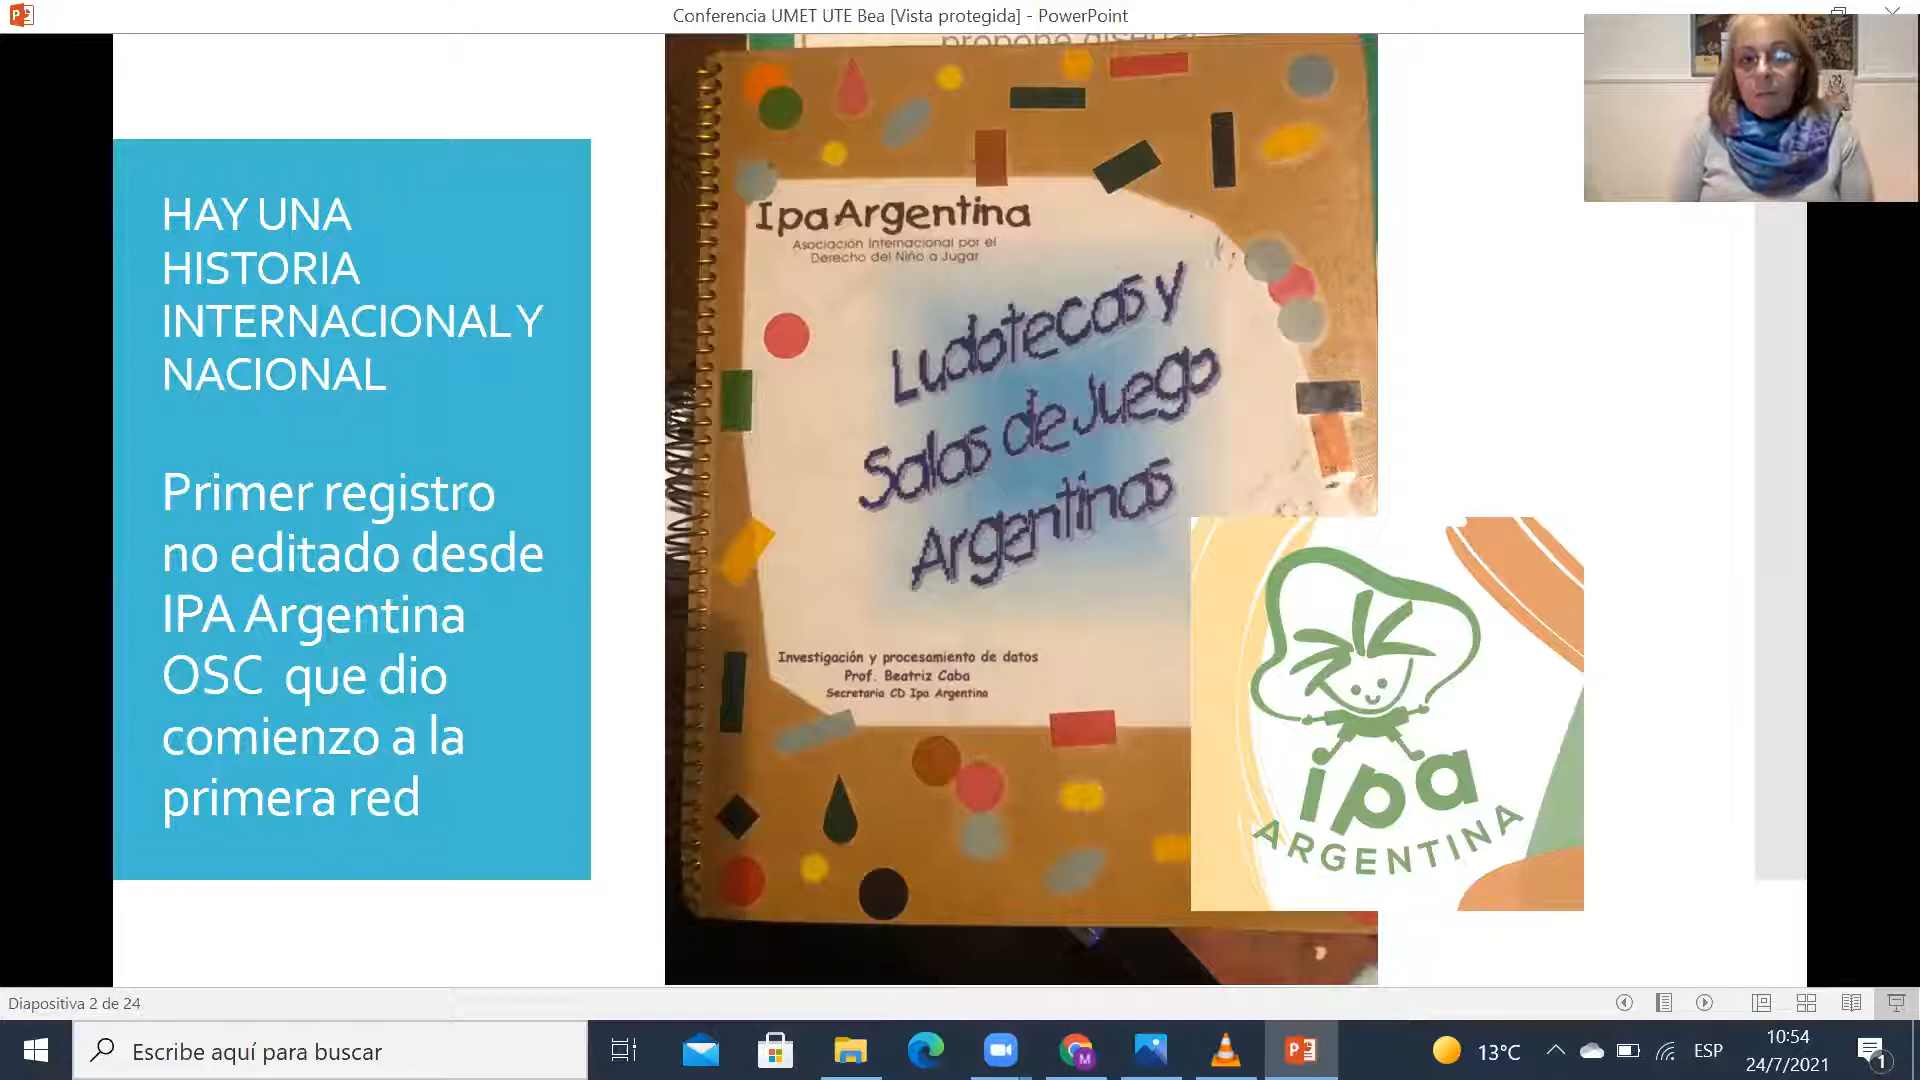 Conferencia UMET UTE Bea [Vista protegida] - PowerPoint
HAY UNA
HISTORIA
INTERNACIONAL Y
NACIONAL
Primer registro
no editado desde
IPA Argentina
OSC que dio
comienzo a la
primera red
Ipa Argentina
Asociación Internacional por el
Derecho del Niño a Jugar
Ludotecas y
Salas de Juego
Argentinas
Investigación y procesamiento de datos
Prof. Beatriz Caba
Secretaria CD Ipa Argentina
ipa
ARGENTINA
Diapositiva 2 de 24
Escribe aquí para buscar
13°C
ESP
10:54
24/7/2021
1